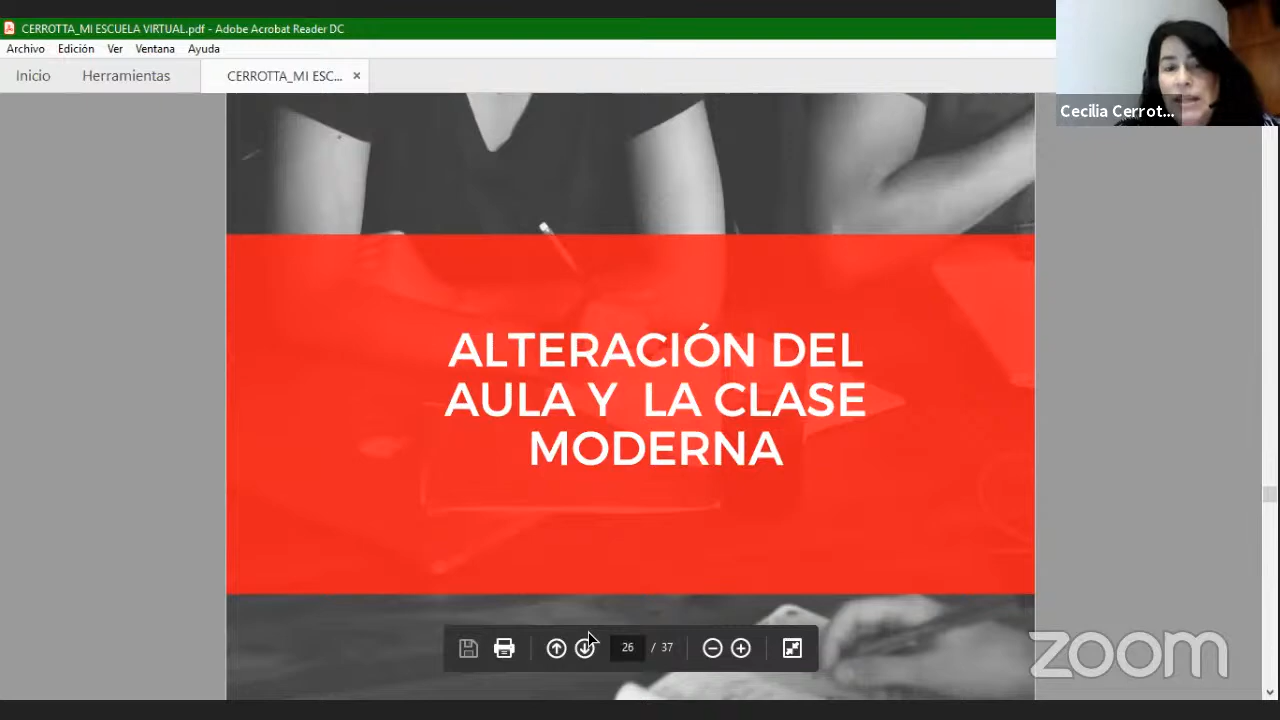 CERROTTA_MI ESCUELA VIRTUAL.pdf - Adobe Acrobat Reader DC
Archivo Edición Ver Ventana Ayuda
Inicio Herramientas CERROTTA_MI ESC... ×
Cecilia Cerrot...
ALTERACIÓN DEL
AULA Y LA CLASE
MODERNA
26 / 37
zoom